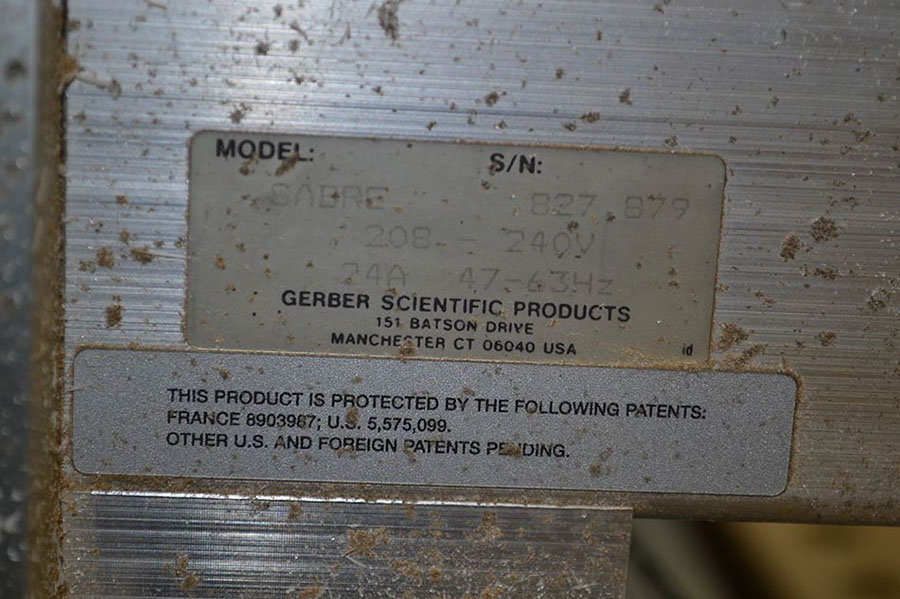 MODEL: S/N:
SABRE 827 879
208 - 240V
24A 47-63Hz
GERBER SCIENTIFIC PRODUCTS
151 BATSON DRIVE
MANCHESTER CT 06040 USA
id
THIS PRODUCT IS PROTECTED BY THE FOLLOWING PATENTS:
FRANCE 8903987; U.S. 5,575,099.
OTHER U.S. AND FOREIGN PATENTS PENDING.